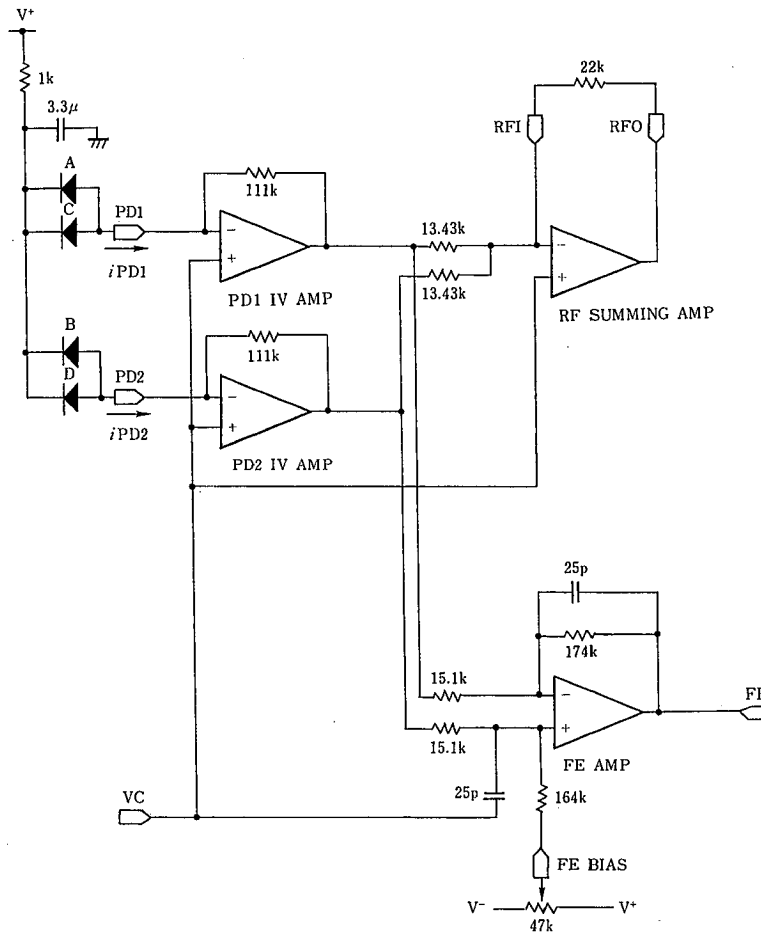 V+
1k
3.3μ
A
C
PD1
iPD1
111k
PD1 IV AMP
B
D
PD2
iPD2
111k
PD2 IV AMP
13.43k
13.43k
22k
RFI
RFO
RF SUMMING AMP
25p
174k
15.1k
15.1k
FE AMP
25p
164k
VC
FE BIAS
V- V+
47k